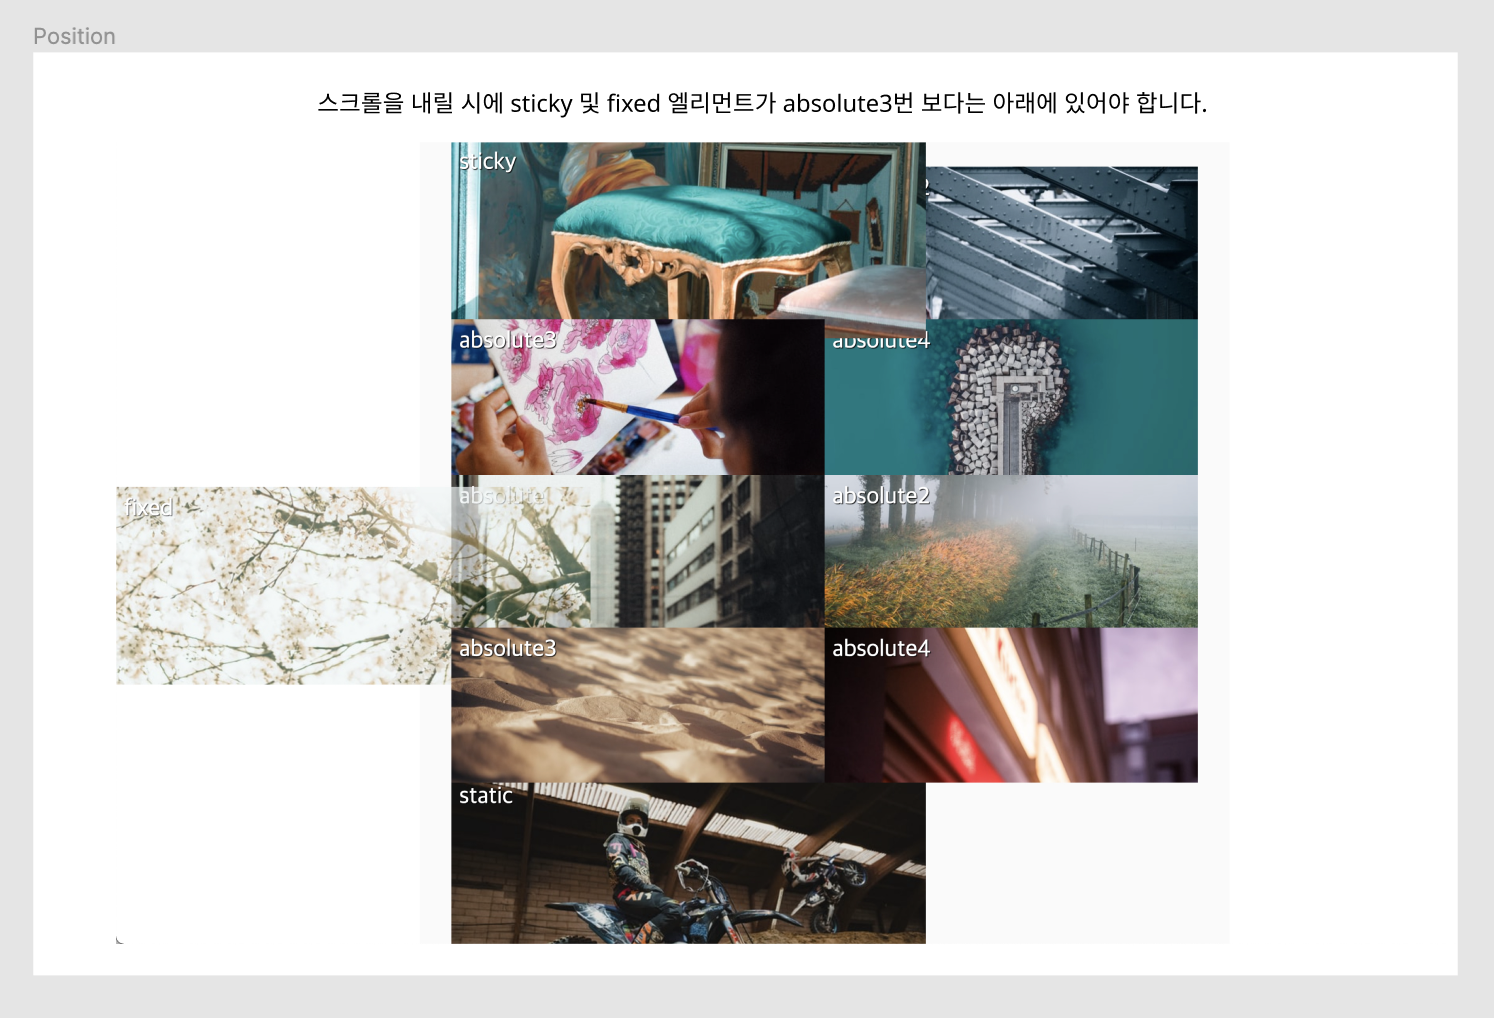 Position
스크롤을 내릴 시에 sticky 및 fixed 엘리먼트가 absolute3번 보다는 아래에 있어야 합니다.
sticky
2
absolute3
absolute4
fixed
absolute
absolute2
absolute3
absolute4
static